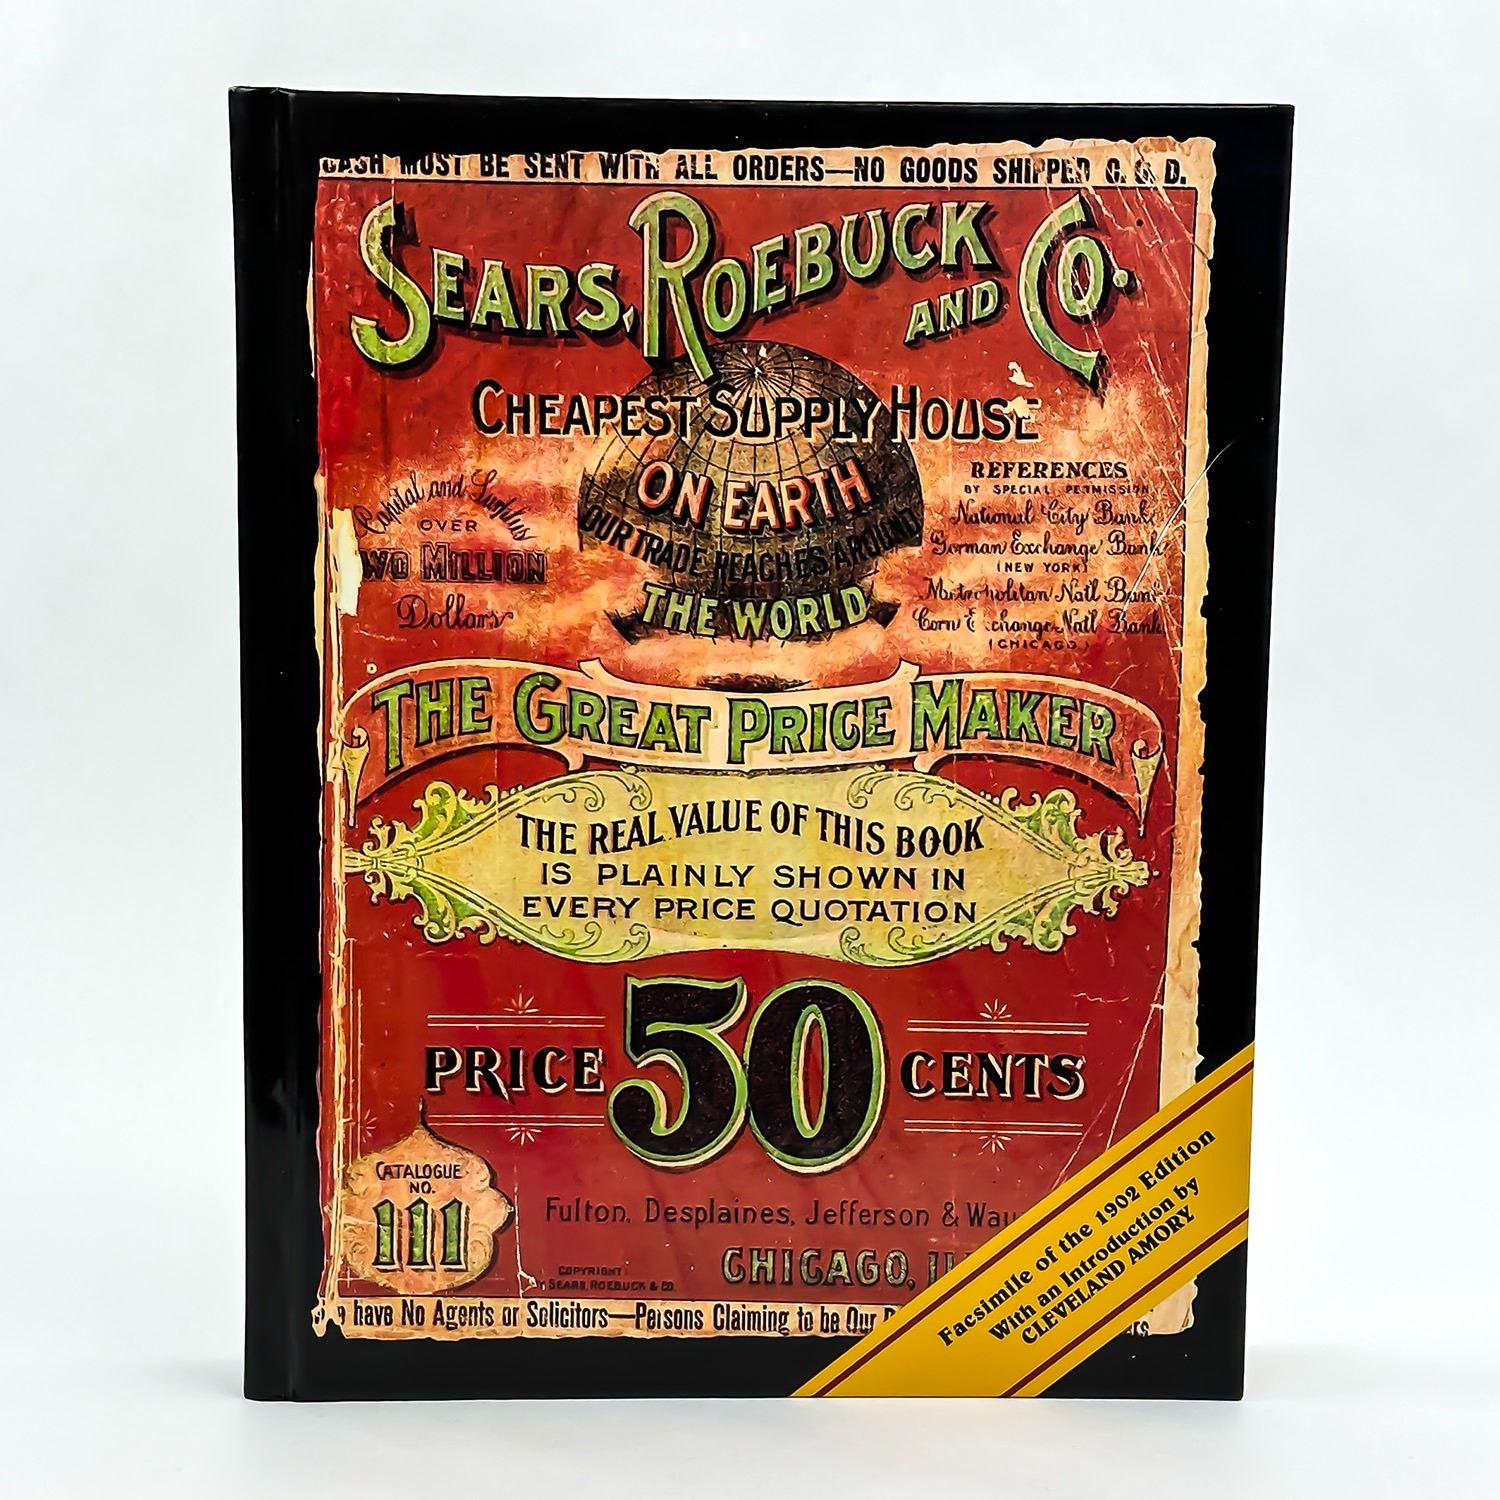 CASH MUST BE SENT WITH ALL ORDERS—NO GOODS SHIPPED C. O. D.
SEARS, ROEBUCK AND CO.
CHEAPEST SUPPLY HOUSE
ON EARTH
OUR TRADE REACHES AROUND
THE WORLD
Capital and Surplus
OVER
WO MILLION
Dollars
REFERENCES
BY SPECIAL PERMISSION
National City Bank
German Exchange Bank
(NEW YORK)
Metropolitan Nat'l Bank
Corn Exchange Nat'l Bank
(CHICAGO)
THE GREAT PRICE MAKER
THE REAL VALUE OF THIS BOOK
IS PLAINLY SHOWN IN
EVERY PRICE QUOTATION
PRICE 50 CENTS
CATALOGUE
NO.
111
Fulton, Desplaines, Jefferson &
CHICAGO,
COPYRIGHT
SEARS, ROEBUCK & CO.
have No Agents or Solicitors—Persons Claiming to be Our
Facsimile of the 1902 Edition
With an Introduction by
CLEVELAND AMORY